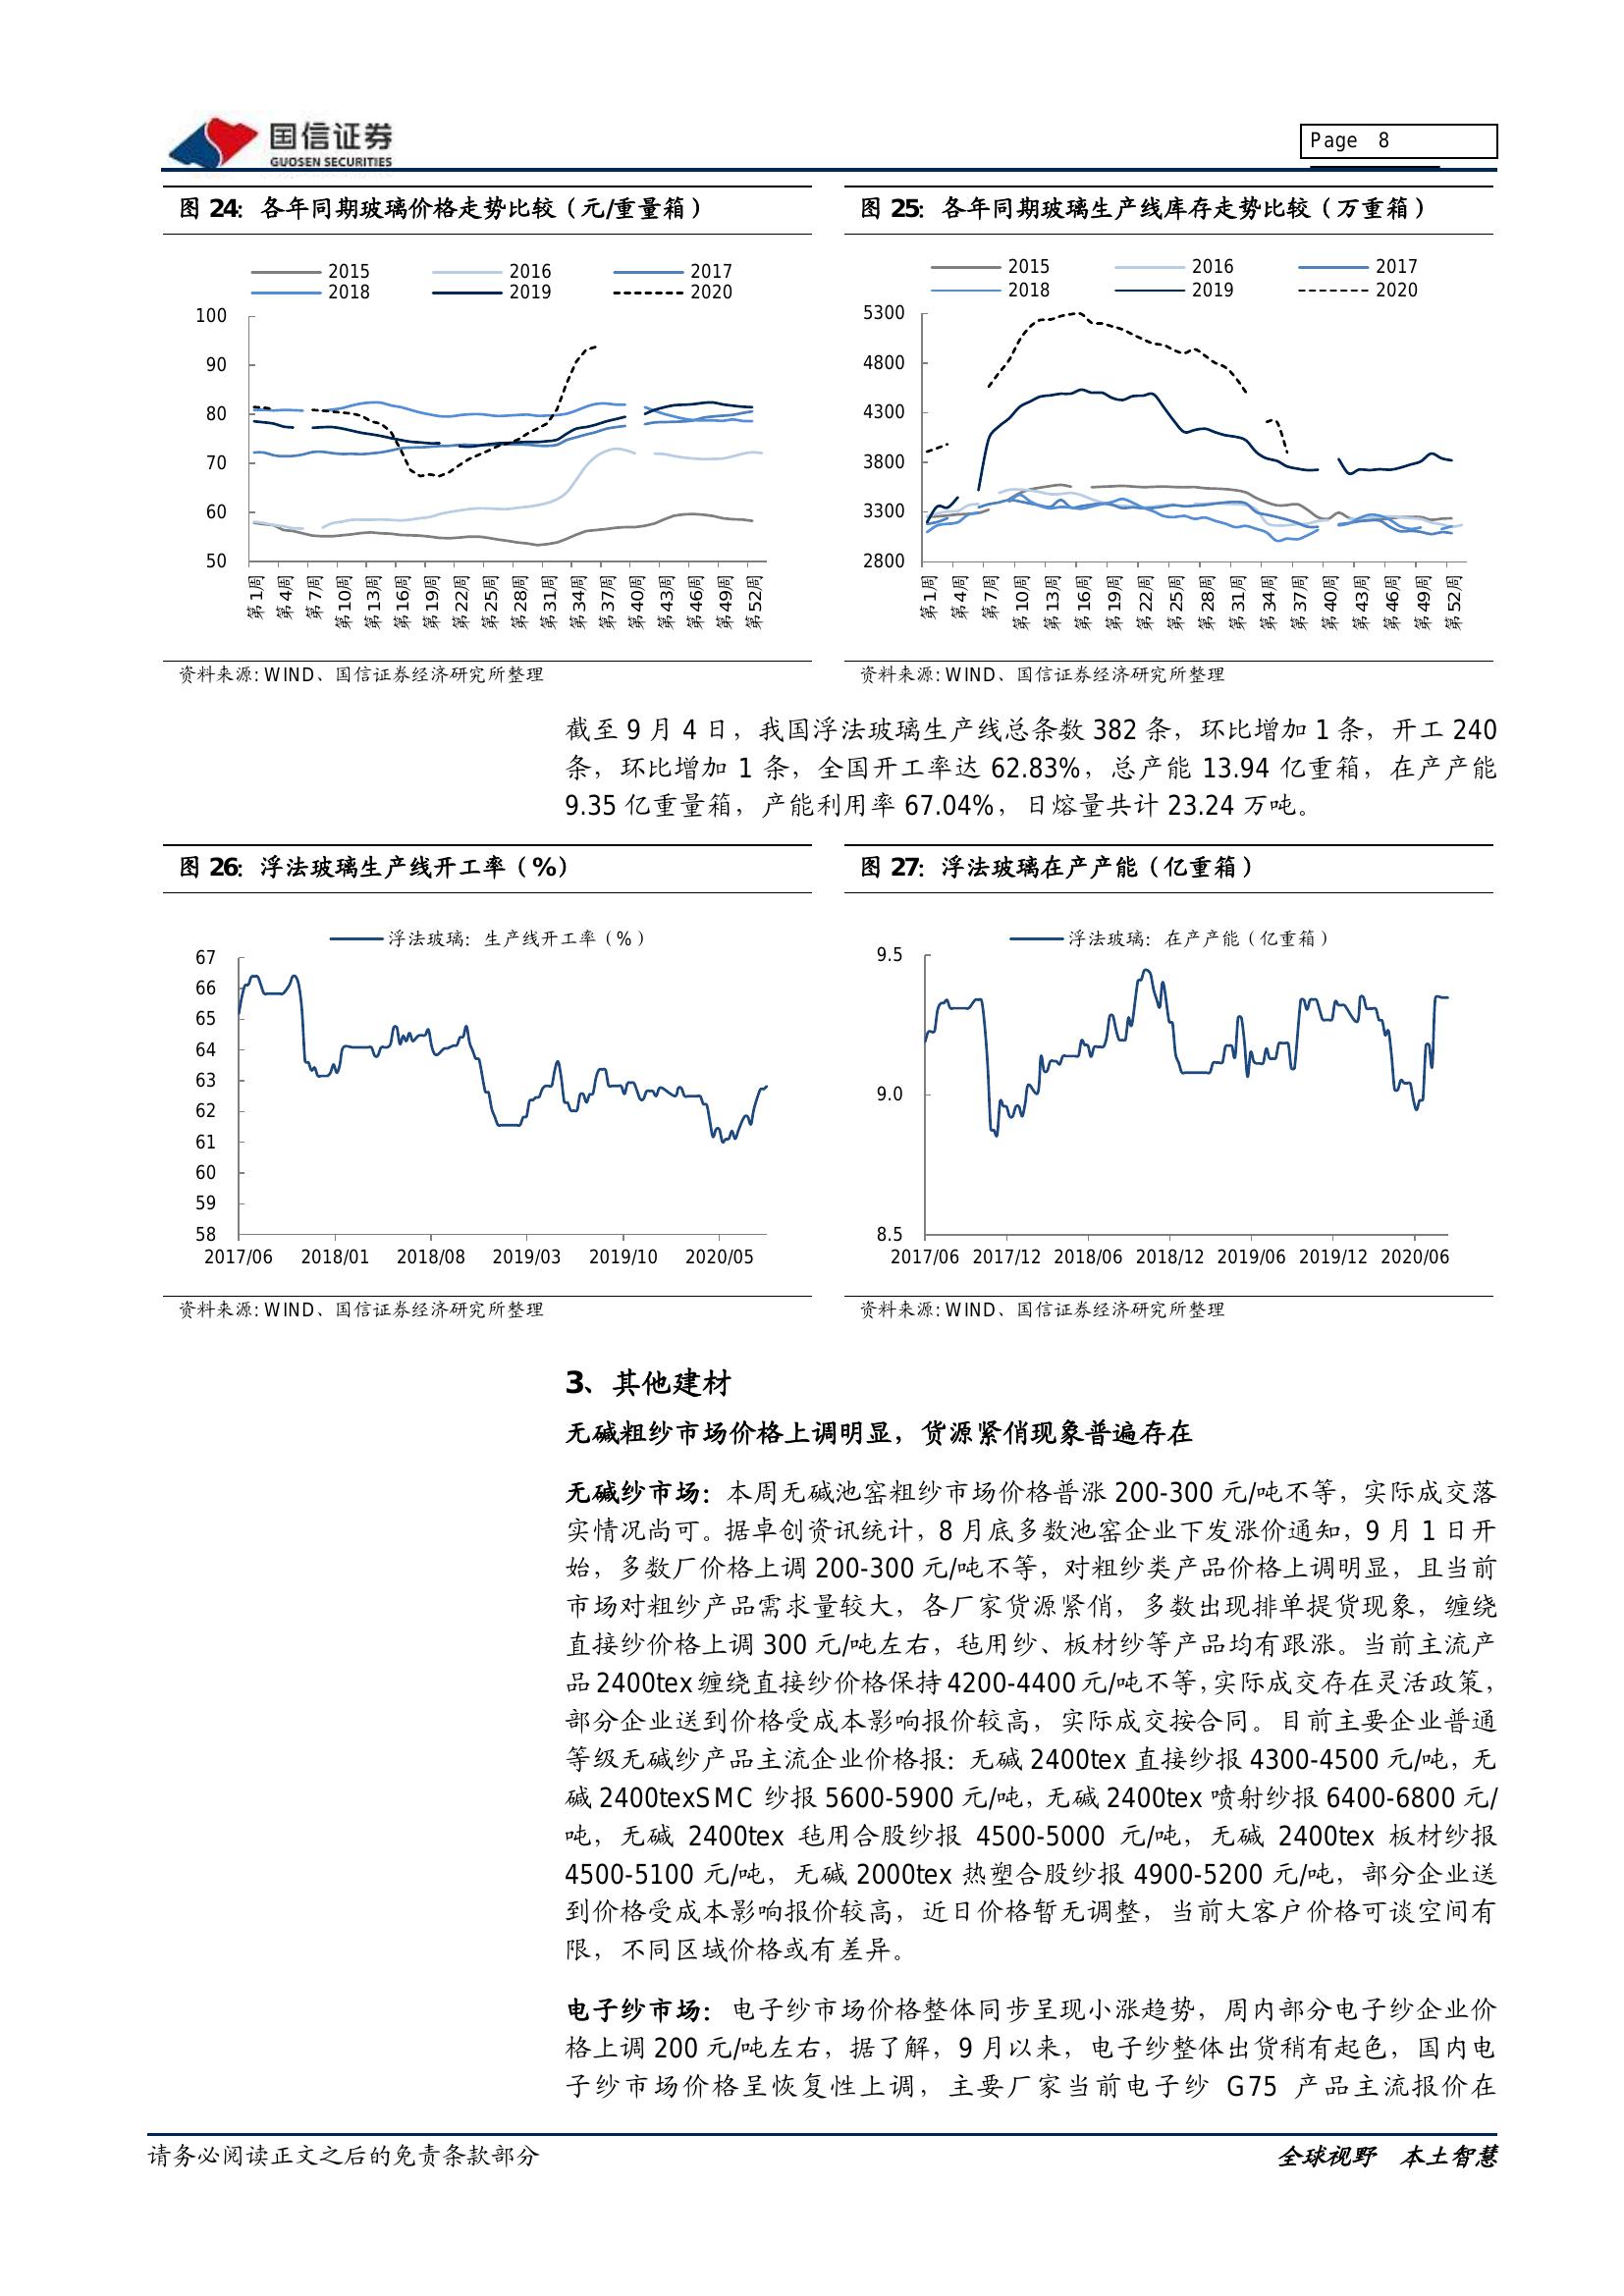 国信证券
GUOSEN SECURITIES
Page 8
图 24：各年同期玻璃价格走势比较（元/重量箱）
2015 2016 2017
2018 2019 2020
100
90
80
70
60
50
第1周 第4周 第7周 第10周 第13周 第16周 第19周 第22周 第25周 第28周 第31周 第34周 第37周 第40周 第43周 第46周 第49周 第52周
资料来源: WIND、国信证券经济研究所整理
图 25：各年同期玻璃生产线库存走势比较（万重箱）
2015 2016 2017
2018 2019 2020
5300
4800
4300
3800
3300
2800
第1周 第4周 第7周 第10周 第13周 第16周 第19周 第22周 第25周 第28周 第31周 第34周 第37周 第40周 第43周 第46周 第49周 第52周
资料来源: WIND、国信证券经济研究所整理
截至 9 月 4 日，我国浮法玻璃生产线总条数 382 条，环比增加 1 条，开工 240
条，环比增加 1 条，全国开工率达 62.83%，总产能 13.94 亿重箱，在产产能
9.35 亿重量箱，产能利用率 67.04%，日熔量共计 23.24 万吨。
图 26：浮法玻璃生产线开工率（%）
浮法玻璃：生产线开工率（%）
67
66
65
64
63
62
61
60
59
58
2017/06 2018/01 2018/08 2019/03 2019/10 2020/05
资料来源: WIND、国信证券经济研究所整理
图 27：浮法玻璃在产产能（亿重箱）
浮法玻璃：在产产能（亿重箱）
9.5
9.0
8.5
2017/06 2017/12 2018/06 2018/12 2019/06 2019/12 2020/06
资料来源: WIND、国信证券经济研究所整理
3、其他建材
无碱粗纱市场价格上调明显，货源紧俏现象普遍存在
无碱纱市场：本周无碱池窑粗纱市场价格普涨 200-300 元/吨不等，实际成交落
实情况尚可。据卓创资讯统计，8 月底多数池窑企业下发涨价通知，9 月 1 日开
始，多数厂价格上调 200-300 元/吨不等，对粗纱类产品价格上调明显，且当前
市场对粗纱产品需求量较大，各厂家货源紧俏，多数出现排单提货现象，缠绕
直接纱价格上调 300 元/吨左右，毡用纱、板材纱等产品均有跟涨。当前主流产
品 2400tex 缠绕直接纱价格保持 4200-4400 元/吨不等，实际成交存在灵活政策，
部分企业送到价格受成本影响报价较高，实际成交按合同。目前主要企业普通
等级无碱纱产品主流企业价格报：无碱 2400tex 直接纱报 4300-4500 元/吨，无
碱 2400texSMC 纱报 5600-5900 元/吨，无碱 2400tex 喷射纱报 6400-6800 元/
吨，无碱 2400tex 毡用合股纱报 4500-5000 元/吨，无碱 2400tex 板材纱报
4500-5100 元/吨，无碱 2000tex 热塑合股纱报 4900-5200 元/吨，部分企业送
到价格受成本影响报价较高，近日价格暂无调整，当前大客户价格可谈空间有
限，不同区域价格或有差异。
电子纱市场：电子纱市场价格整体同步呈现小涨趋势，周内部分电子纱企业价
格上调 200 元/吨左右，据了解，9 月以来，电子纱整体出货稍有起色，国内电
子纱市场价格呈恢复性上调，主要厂家当前电子纱 G75 产品主流报价在
请务必阅读正文之后的免责条款部分
全球视野 本土智慧